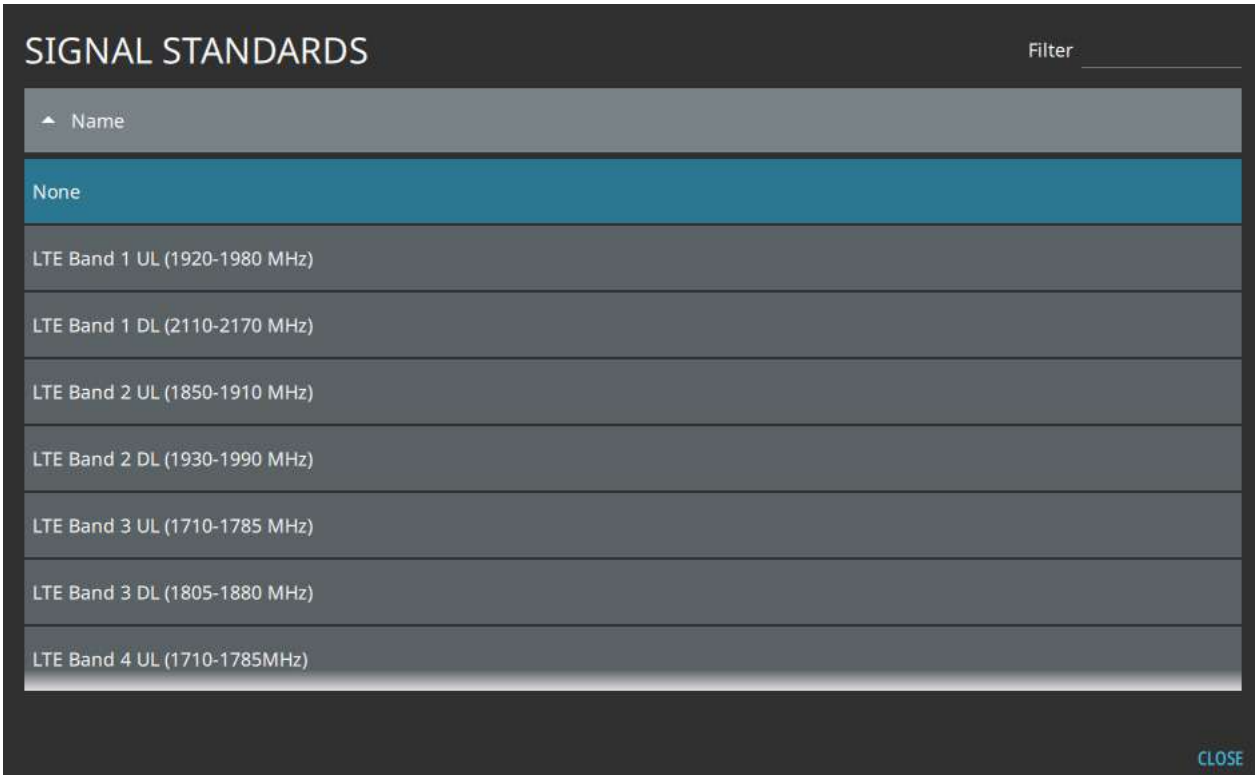 SIGNAL STANDARDS
Filter
Name
None
LTE Band 1 UL (1920-1980 MHz)
LTE Band 1 DL (2110-2170 MHz)
LTE Band 2 UL (1850-1910 MHz)
LTE Band 2 DL (1930-1990 MHz)
LTE Band 3 UL (1710-1785 MHz)
LTE Band 3 DL (1805-1880 MHz)
LTE Band 4 UL (1710-1785MHz)
CLOSE